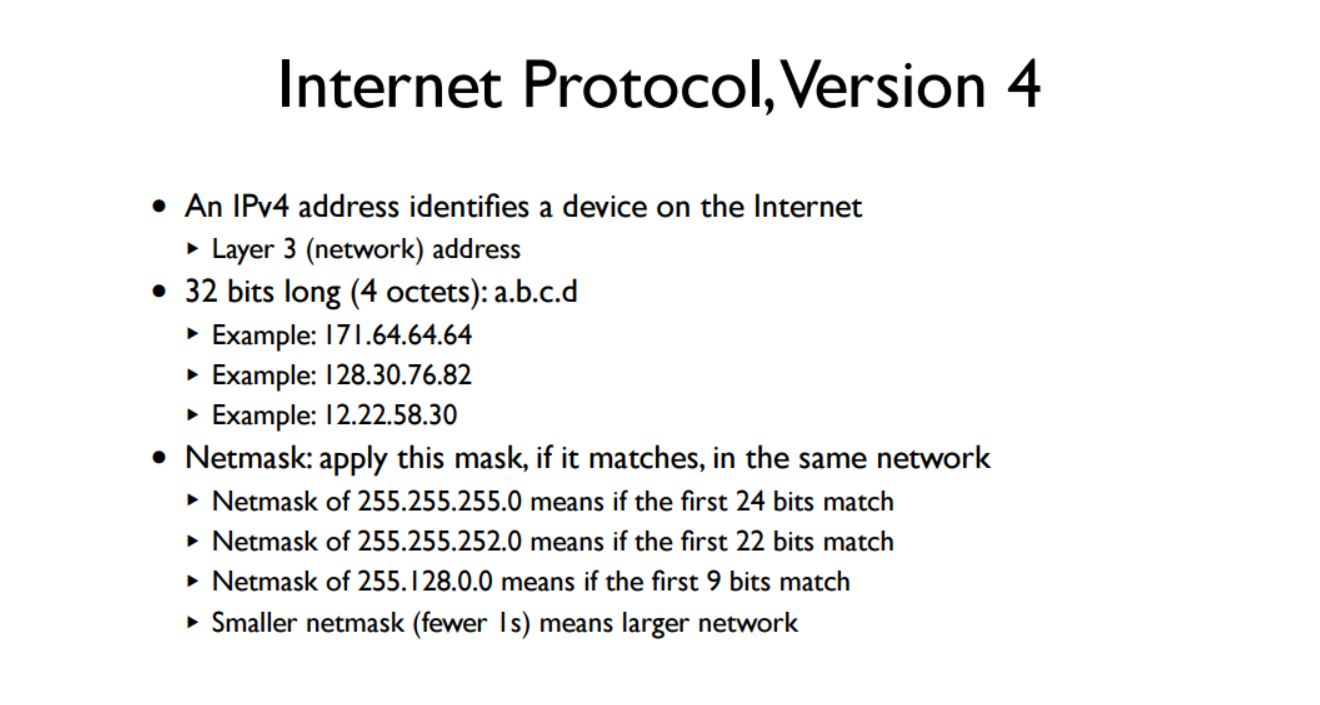 Internet Protocol, Version 4
• An IPv4 address identifies a device on the Internet
‣ Layer 3 (network) address
• 32 bits long (4 octets): a.b.c.d
‣ Example: 171.64.64.64
‣ Example: 128.30.76.82
‣ Example: 12.22.58.30
• Netmask: apply this mask, if it matches, in the same network
‣ Netmask of 255.255.255.0 means if the first 24 bits match
‣ Netmask of 255.255.252.0 means if the first 22 bits match
‣ Netmask of 255.128.0.0 means if the first 9 bits match
‣ Smaller netmask (fewer 1s) means larger network